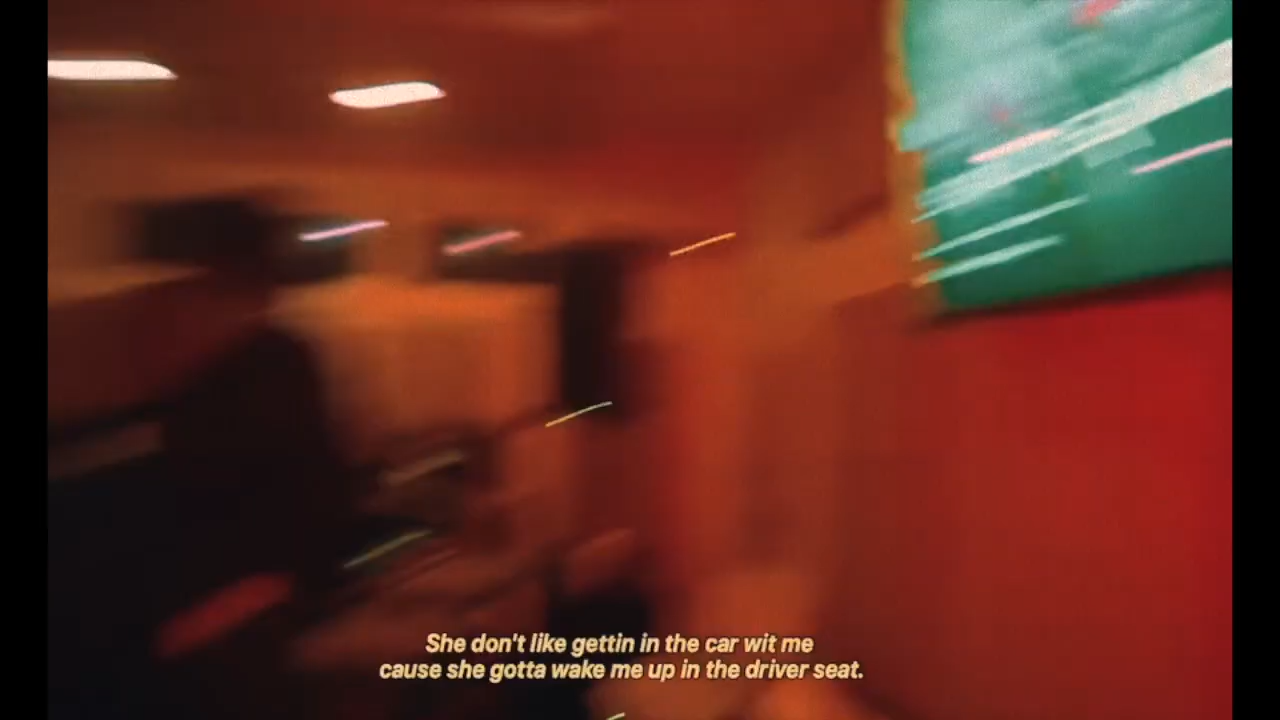 She don't like gettin in the car wit me
cause she gotta wake me up in the driver seat.